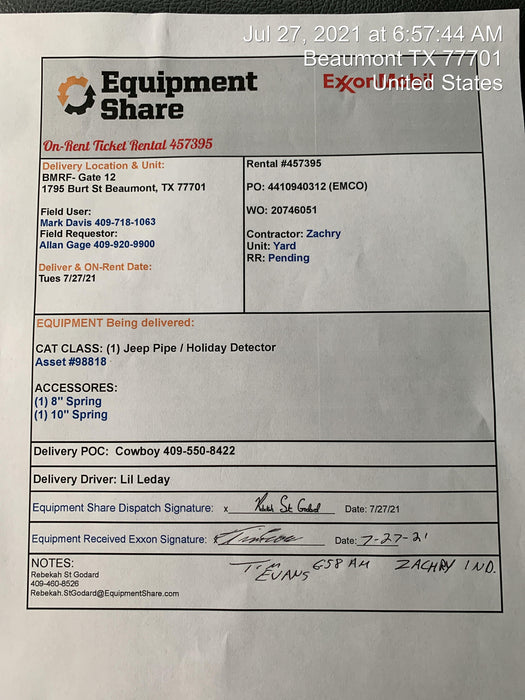 Jul 27, 2021 at 6:57:44 AM
Beaumont TX 77701
United States
Equipment
Share
ExxonMobil
On-Rent Ticket Rental 457395
Delivery Location & Unit:
BMRF- Gate 12
1795 Burt St Beaumont, TX 77701
Field User:
Mark Davis 409-718-1063
Field Requestor:
Allan Gage 409-920-9900
Deliver & ON-Rent Date:
Tues 7/27/21
Rental #457395
PO: 4410940312 (EMCO)
WO: 20746051
Contractor: Zachry
Unit: Yard
RR: Pending
EQUIPMENT Being delivered:
CAT CLASS: (1) Jeep Pipe / Holiday Detector
Asset #98818
ACCESSORES:
(1) 8" Spring
(1) 10" Spring
Delivery POC: Cowboy 409-550-8422
Delivery Driver: Lil Leday
Equipment Share Dispatch Signature: x St Godard Date: 7/27/21
Equipment Received Exxon Signature: Date: 7-27-21
NOTES:
Rebekah St Godard
409-460-8526
Rebekah.StGodard@EquipmentShare.com
TIM EVANS 658 AM ZACHRY IND.